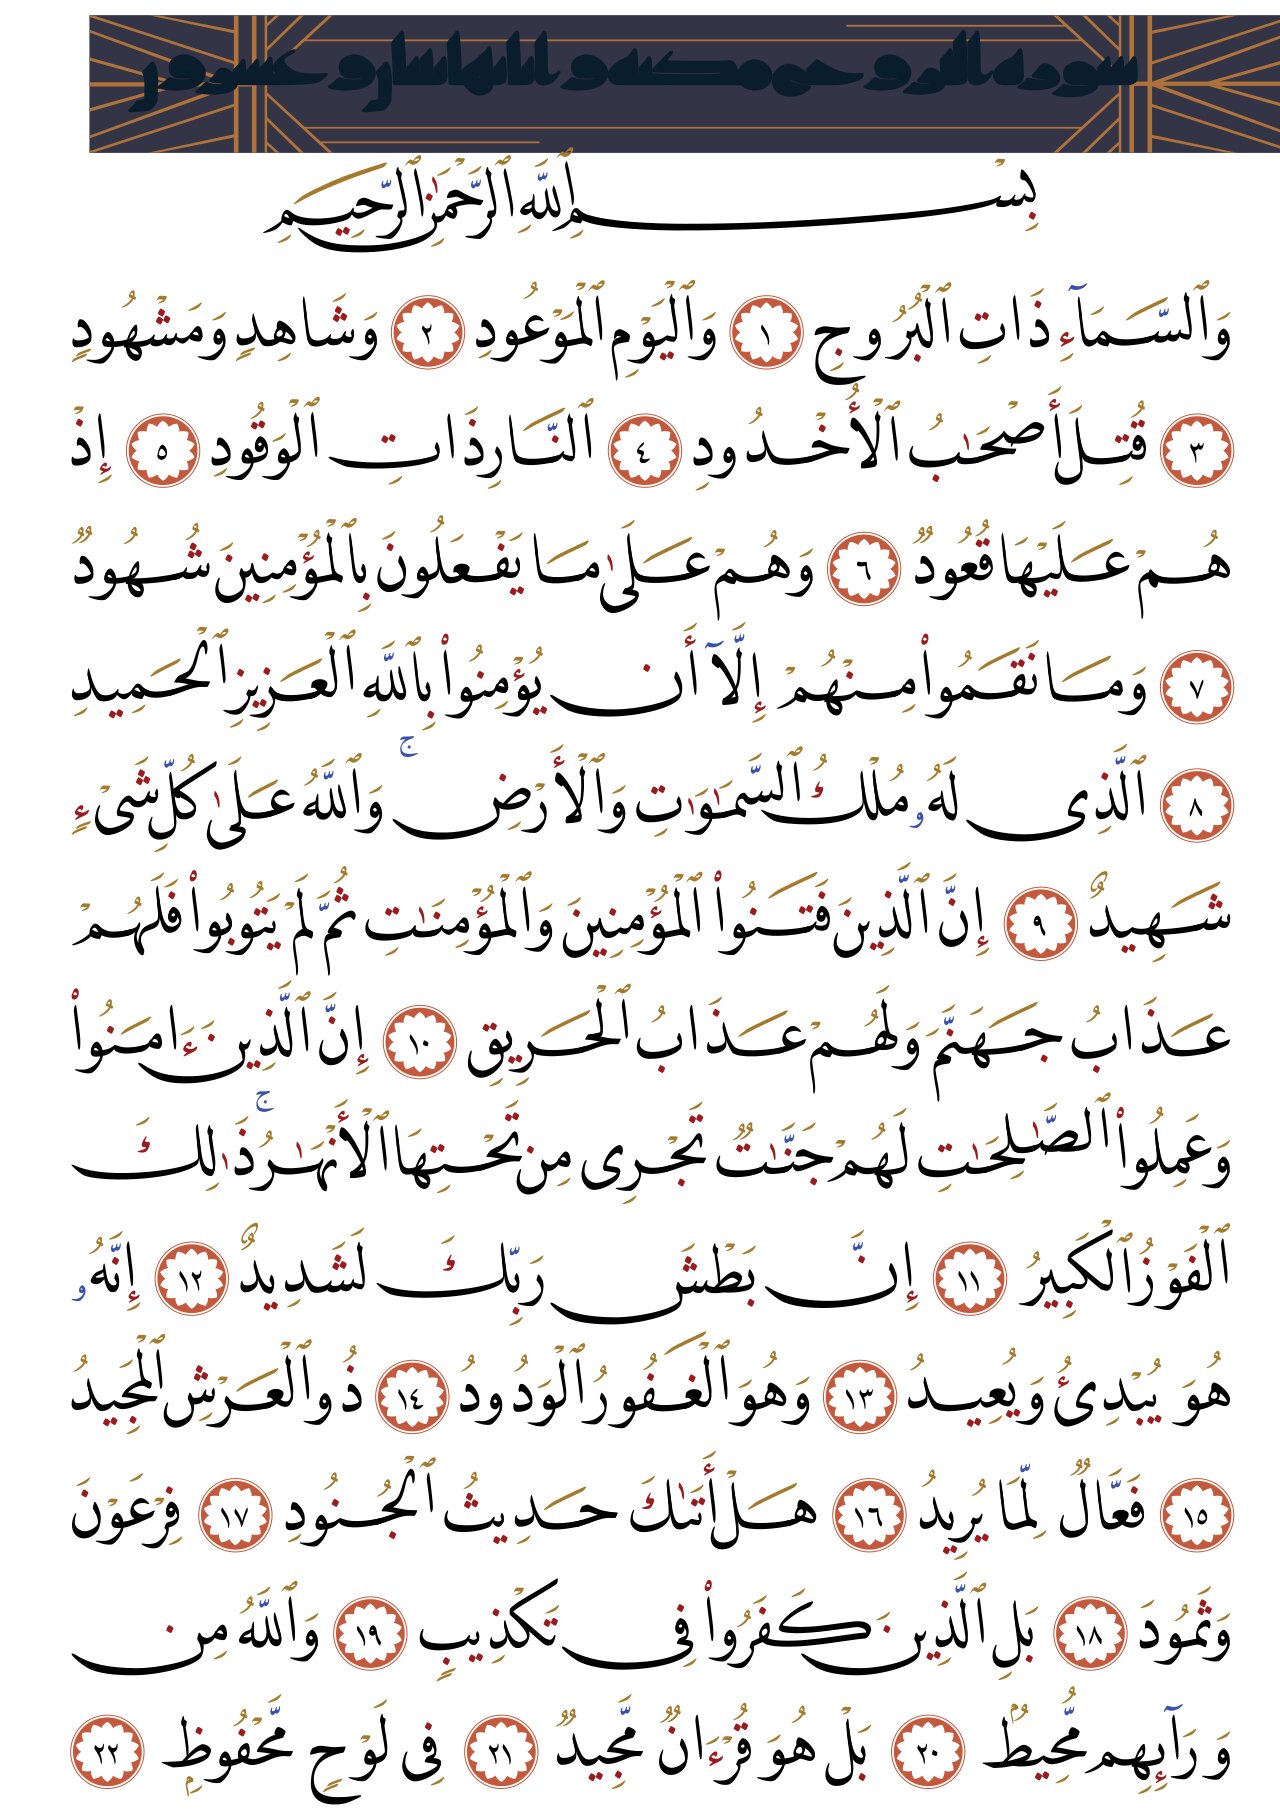 سورة البروج مكية و اياتها اثنان و عشرون
بِسْمِ ٱللَّهِ ٱلرَّحْمَٰنِ ٱلرَّحِيمِ
وَٱلسَّمَآءِ ذَاتِ ٱلْبُرُوجِ ١ وَٱلْيَوْمِ ٱلْمَوْعُودِ ٢ وَشَاهِدٍ وَمَشْهُودٍ
٣ قُتِلَ أَصْحَٰبُ ٱلْأُخْدُودِ ٤ ٱلنَّارِ ذَاتِ ٱلْوَقُودِ ٥ إِذْ
هُمْ عَلَيْهَا قُعُودٌ ٦ وَهُمْ عَلَىٰ مَا يَفْعَلُونَ بِٱلْمُؤْمِنِينَ شُهُودٌ
٧ وَمَا نَقَمُوا۟ مِنْهُمْ إِلَّآ أَن يُؤْمِنُوا۟ بِٱللَّهِ ٱلْعَزِيزِ ٱلْحَمِيدِ
٨ ٱلَّذِى لَهُۥ مُلْكُ ٱلسَّمَٰوَٰتِ وَٱلْأَرْضِ ۚ وَٱللَّهُ عَلَىٰ كُلِّ شَىْءٍ
شَهِيدٌ ٩ إِنَّ ٱلَّذِينَ فَتَنُوا۟ ٱلْمُؤْمِنِينَ وَٱلْمُؤْمِنَٰتِ ثُمَّ لَمْ يَتُوبُوا۟ فَلَهُمْ
عَذَابُ جَهَنَّمَ وَلَهُمْ عَذَابُ ٱلْحَرِيقِ ١٠ إِنَّ ٱلَّذِينَ ءَامَنُوا۟
وَعَمِلُوا۟ ٱلصَّٰلِحَٰتِ لَهُمْ جَنَّٰتٌ تَجْرِى مِن تَحْتِهَا ٱلْأَنْهَٰرُ ۚ ذَٰلِكَ
ٱلْفَوْزُ ٱلْكَبِيرُ ١١ إِنَّ بَطْشَ رَبِّكَ لَشَدِيدٌ ١٢ إِنَّهُۥ
هُوَ يُبْدِئُ وَيُعِيدُ ١٣ وَهُوَ ٱلْغَفُورُ ٱلْوَدُودُ ١٤ ذُو ٱلْعَرْشِ ٱلْمَجِيدُ
١٥ فَعَّالٌ لِّمَا يُرِيدُ ١٦ هَلْ أَتَىٰكَ حَدِيثُ ٱلْجُنُودِ ١٧ فِرْعَوْنَ
وَثَمُودَ ١٨ بَلِ ٱلَّذِينَ كَفَرُوا۟ فِى تَكْذِيبٍ ١٩ وَٱللَّهُ مِن
وَرَآئِهِم مُّحِيطٌۢ ٢٠ بَلْ هُوَ قُرْءَانٌ مَّجِيدٌ ٢١ فِى لَوْحٍ مَّحْفُوظٍۭ ٢٢